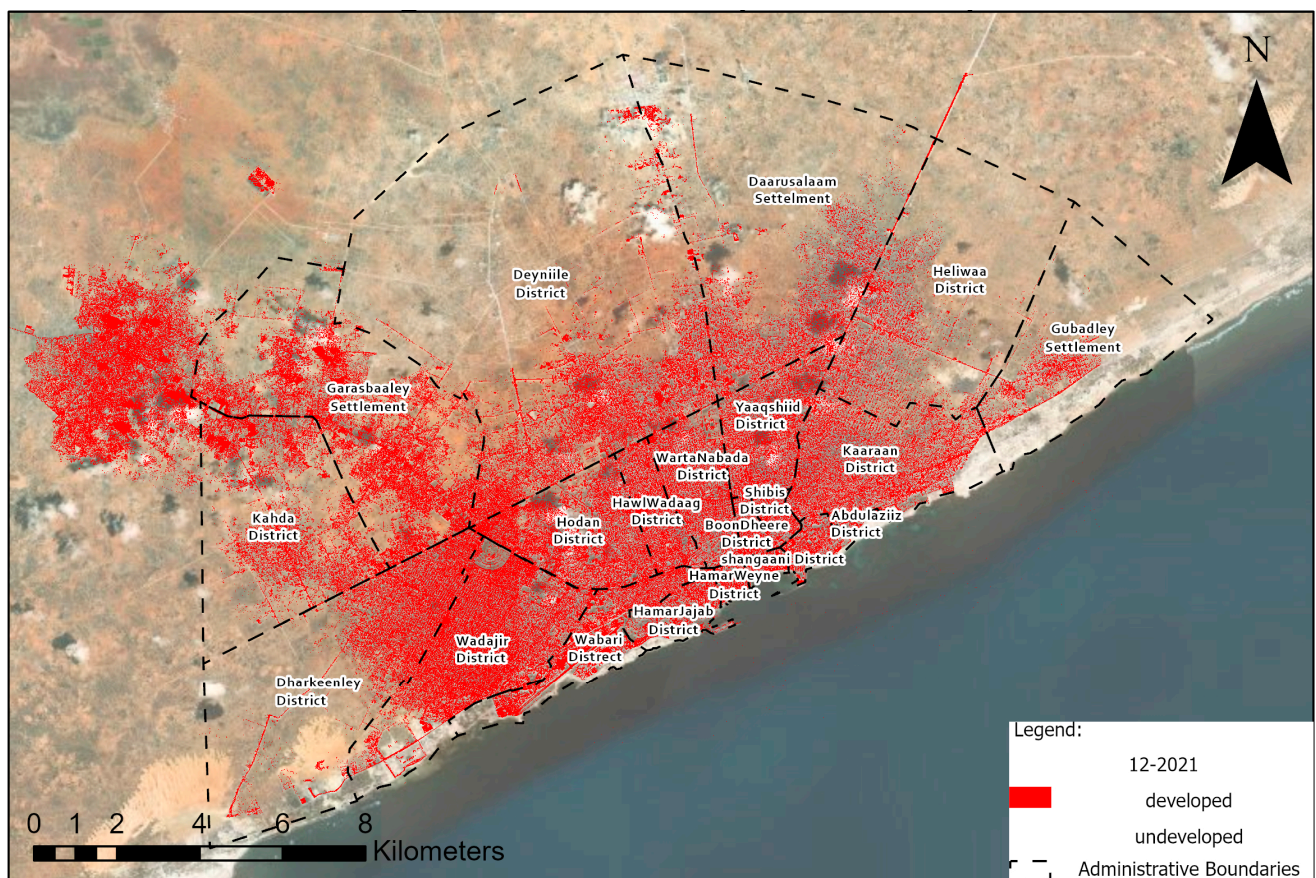 N
Daarusalaam
Settelment
Deyniile
District
Heliwaa
District
Gubadley
Settlement
Garasbaaley
Settlement
Yaaqshiid
District
WartaNabada
District
Kaaraan
District
HawlWadaag
District
Shibis
District
Kahda
District
Hodan
District
BoonDheere
District
Abdulaziiz
District
shangaani District
HamarWeyne
District
HamarJajab
District
Wadajir
District
Wabari
Distrect
Dharkeenley
District
Legend:
12-2021
developed
undeveloped
Administrative Boundaries
0 1 2 4 6 8
Kilometers